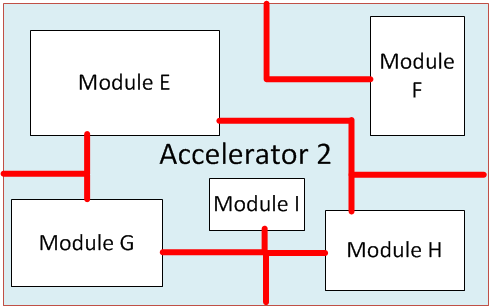 Module E
Module
F
Accelerator 2
Module I
Module G
Module H